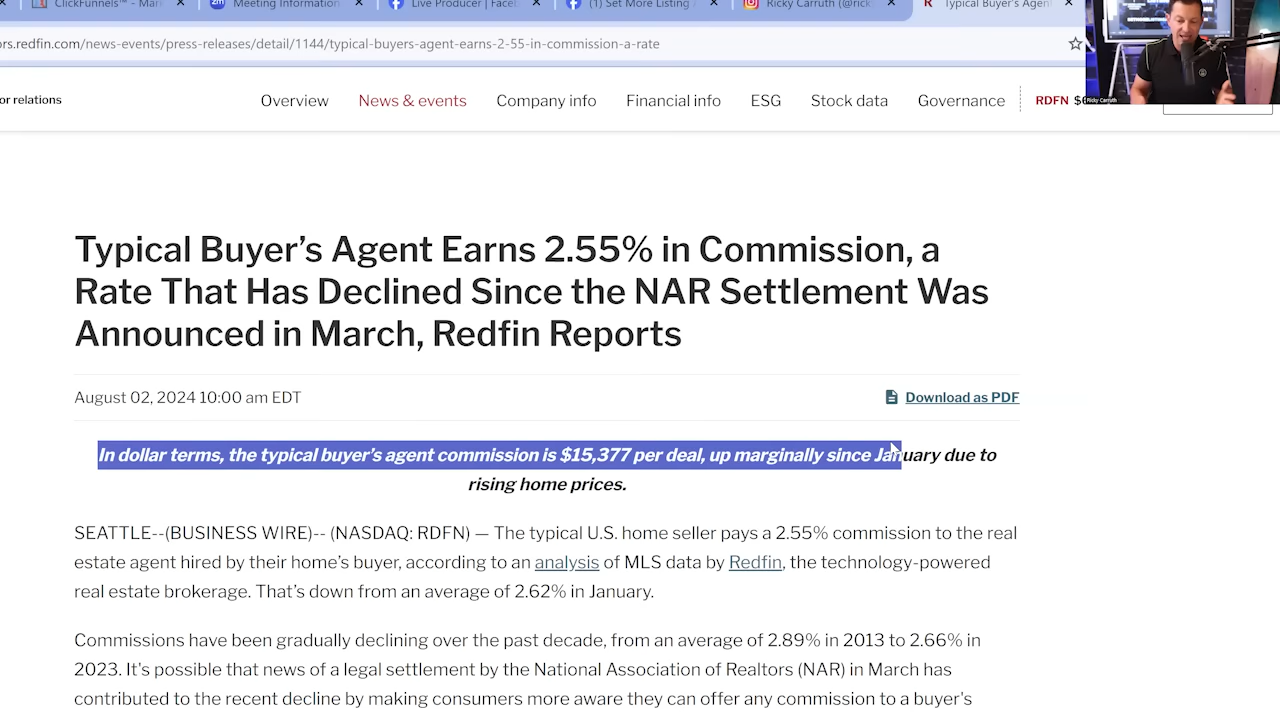 ClickFunnels - Mark
Meeting Information
Live Producer | Faceb
(1) Set More Listing
Ricky Carruth (@rick
Typical Buyer's Agen
ors.redfin.com/news-events/press-releases/detail/1144/typical-buyers-agent-earns-2-55-in-commission-a-rate
or relations
Overview
News & events
Company info
Financial info
ESG
Stock data
Governance
RDFN
Ricky Carruth
Typical Buyer's Agent Earns 2.55% in Commission, a
Rate That Has Declined Since the NAR Settlement Was
Announced in March, Redfin Reports
August 02, 2024 10:00 am EDT
Download as PDF
In dollar terms, the typical buyer's agent commission is $15,377 per deal, up marginally since January due to
rising home prices.
SEATTLE--(BUSINESS WIRE)-- (NASDAQ: RDFN) — The typical U.S. home seller pays a 2.55% commission to the real
estate agent hired by their home's buyer, according to an analysis of MLS data by Redfin, the technology-powered
real estate brokerage. That's down from an average of 2.62% in January.
Commissions have been gradually declining over the past decade, from an average of 2.89% in 2013 to 2.66% in
2023. It's possible that news of a legal settlement by the National Association of Realtors (NAR) in March has
contributed to the recent decline by making consumers more aware they can offer any commission to a buyer's